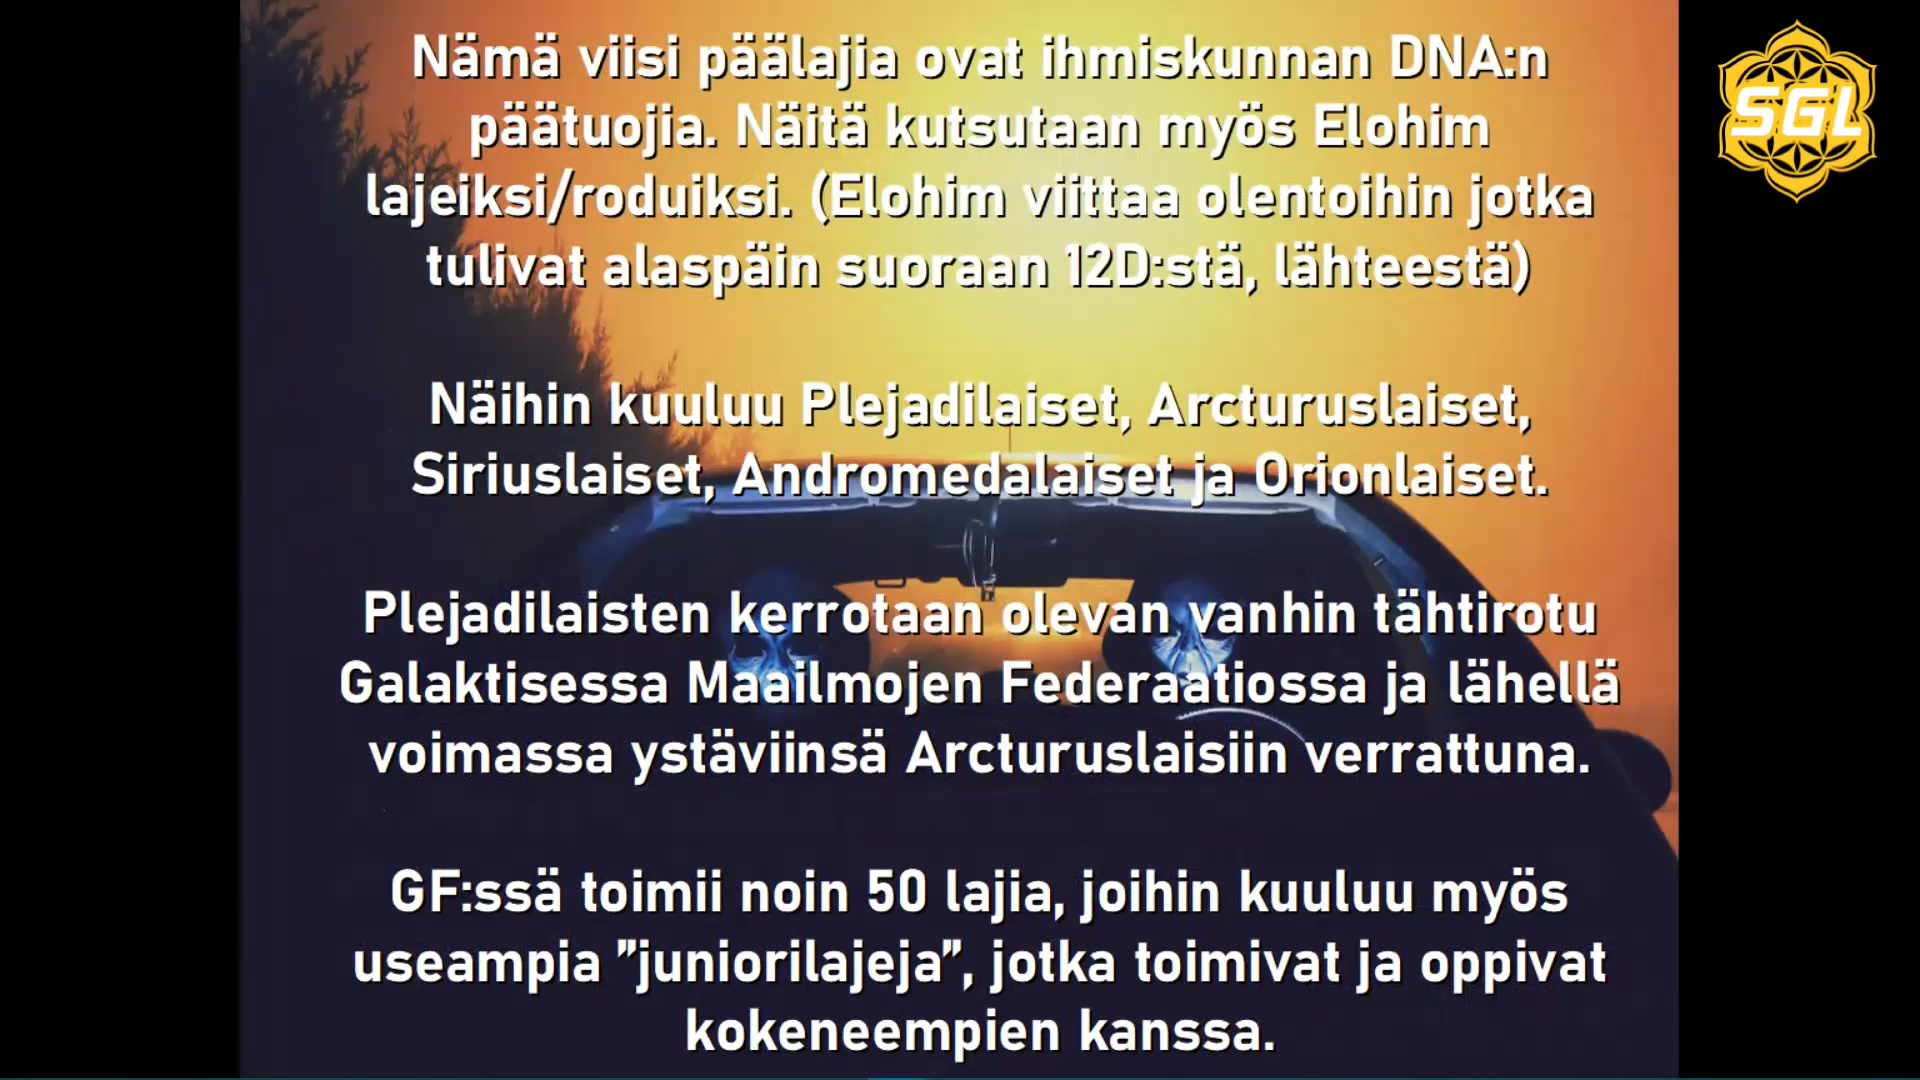 Nämä viisi päälajia ovat ihmiskunnan DNA:n
päätuojia. Näitä kutsutaan myös Elohim
lajeiksi/roduiksi. (Elohim viittaa olentoihin jotka
tulivat alaspäin suoraan 12D:stä, lähteestä)
Näihin kuuluu Plejadilaiset, Arcturuslaiset,
Siriuslaiset, Andromedalaiset ja Orionlaiset.
Plejadilaisten kerrotaan olevan vanhin tähtirotu
Galaktisessa Maailmojen Federaatiossa ja lähellä
voimassa ystäviinsä Arcturuslaisiin verrattuna.
GF:ssä toimii noin 50 lajia, joihin kuuluu myös
useampia ”juniorilajeja”, jotka toimivat ja oppivat
kokeneempien kanssa.
SGL